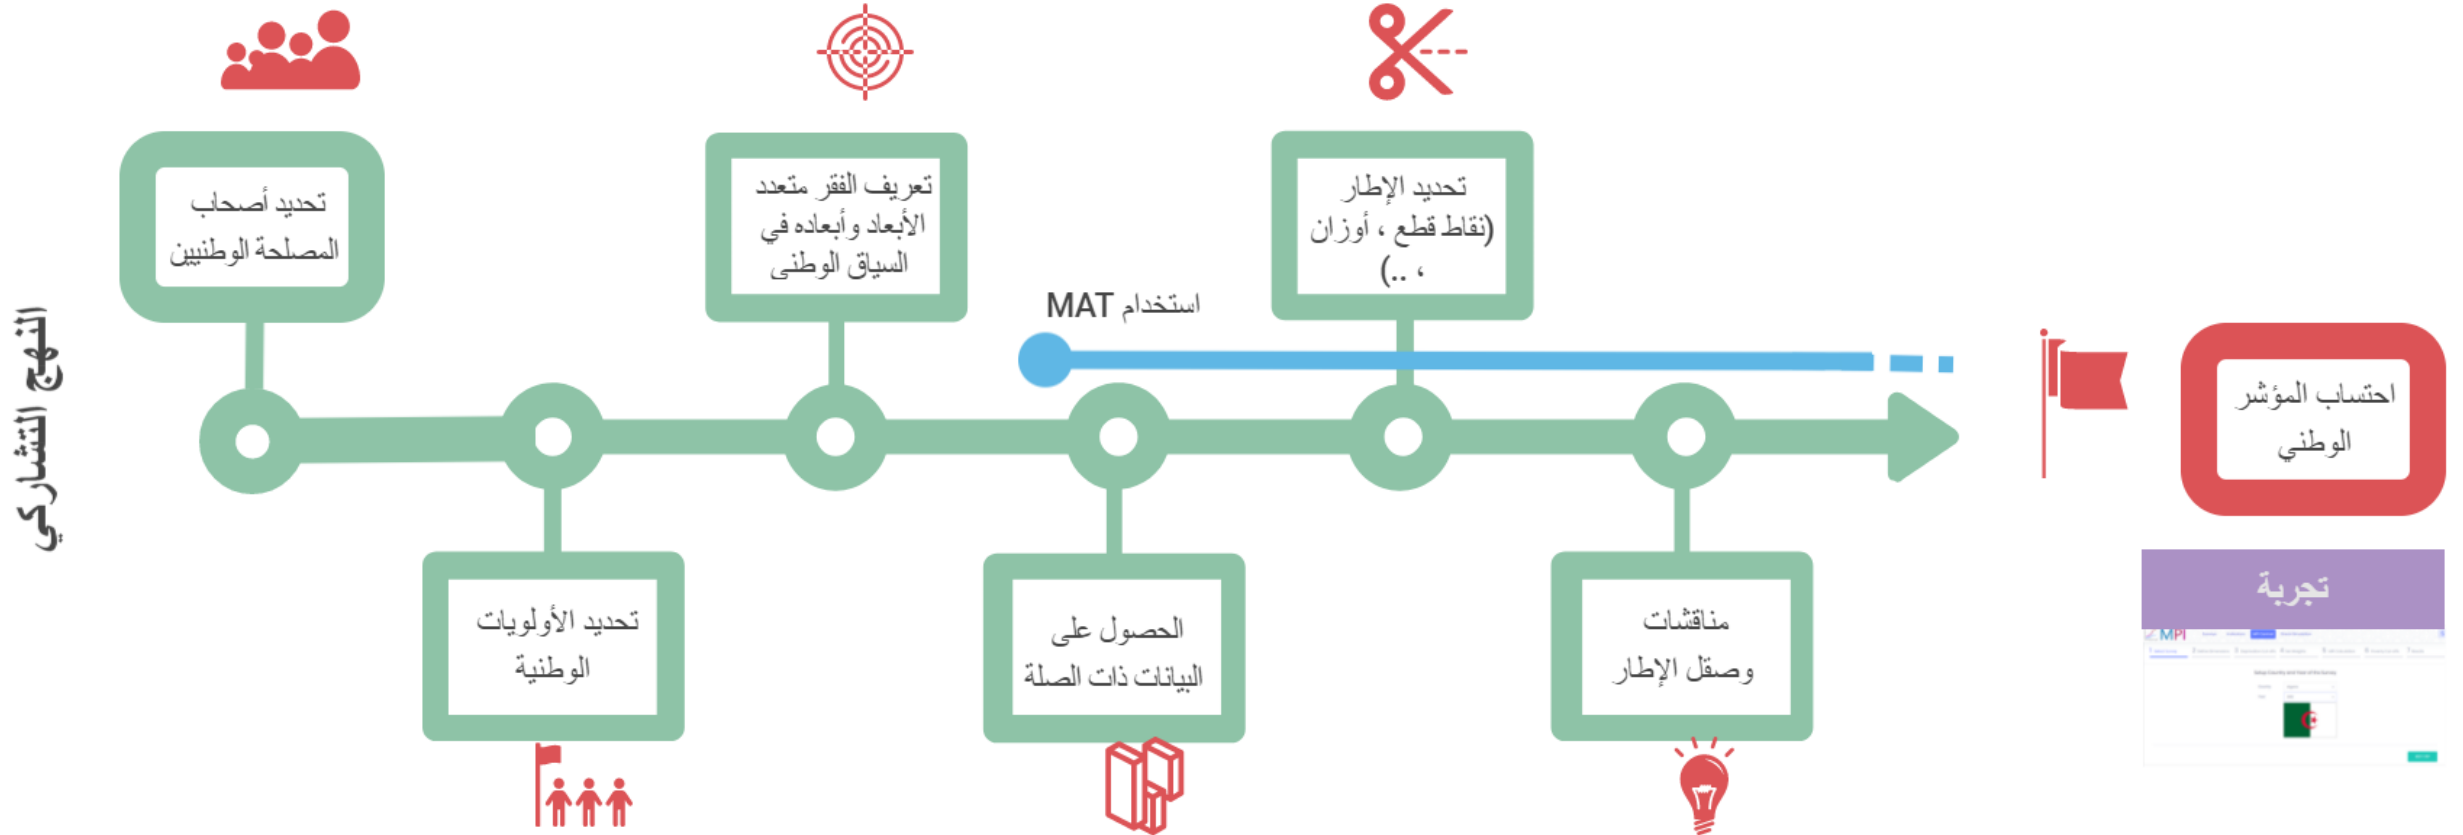 النهج التشاركي
تحديد أصحاب
المصلحة الوطنيين
تحديد الأولويات
الوطنية
تعريف الفقر متعدد
الأبعاد وأبعاده في
السياق الوطني
استخدام MAT
الحصول على
البيانات ذات الصلة
تحديد الإطار
(نقاط قطع ، أوزان
، ..)
مناقشات
وصقل الإطار
احتساب المؤشر
الوطني
تجربة
MPI